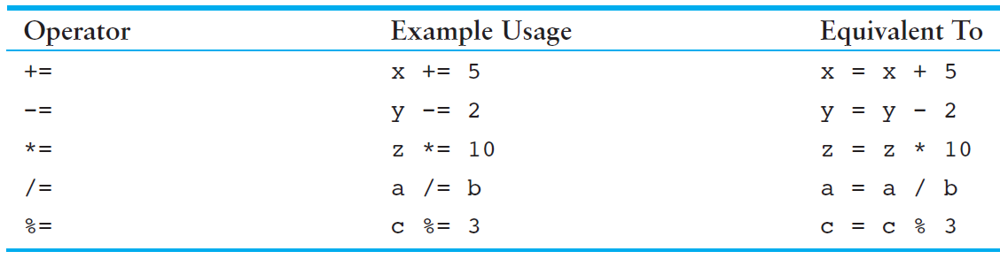 Operator Example Usage Equivalent To
+= x += 5 x = x + 5
-= y -= 2 y = y - 2
*= z *= 10 z = z * 10
/= a /= b a = a / b
%= c %= 3 c = c % 3